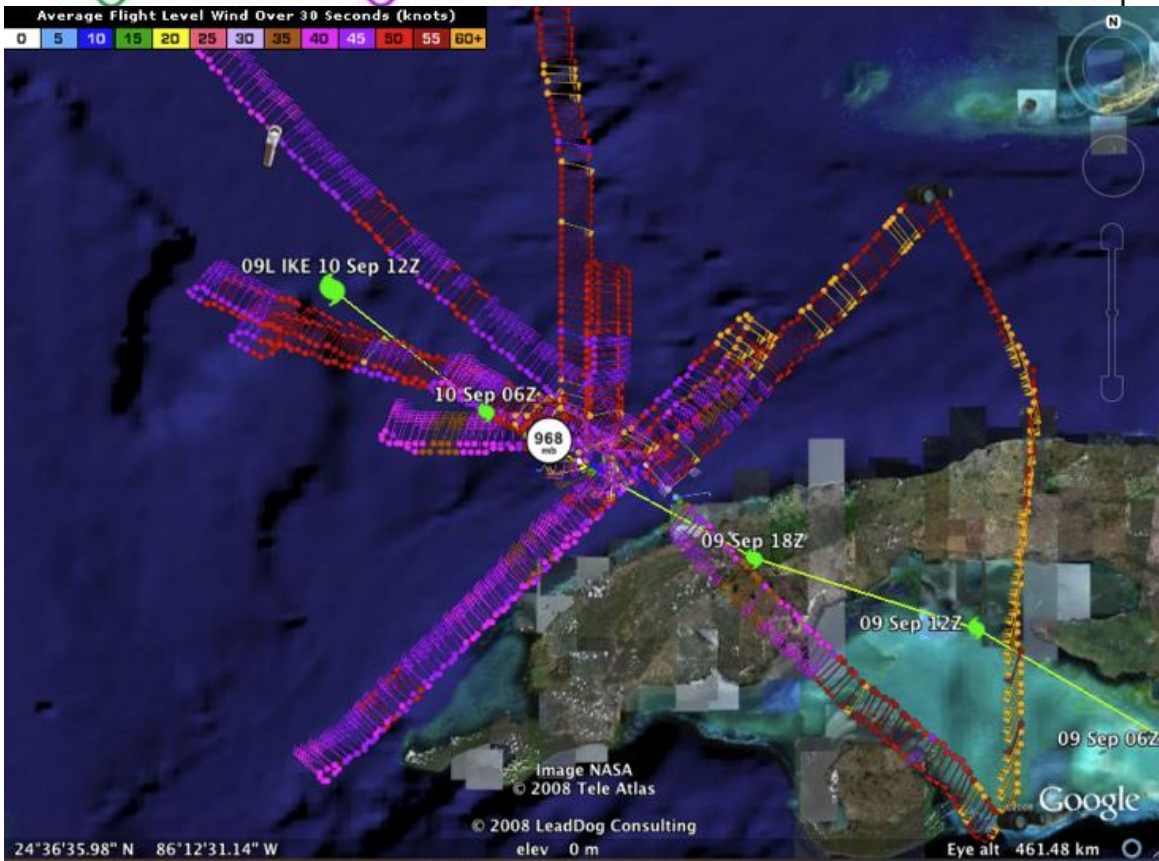 Average Flight Level Wind Over 30 Seconds (knots)
0 5 10 15 20 25 30 35 40 45 50 55 60+
N
09L IKE 10 Sep 12Z
10 Sep 06Z
968
mb
09 Sep 18Z
09 Sep 12Z
09 Sep 06Z
Image NASA
© 2008 Tele Atlas
© 2008 LeadDog Consulting
©2008 Google
24°36'35.98" N 86°12'31.14" W elev 0 m Eye alt 461.48 km